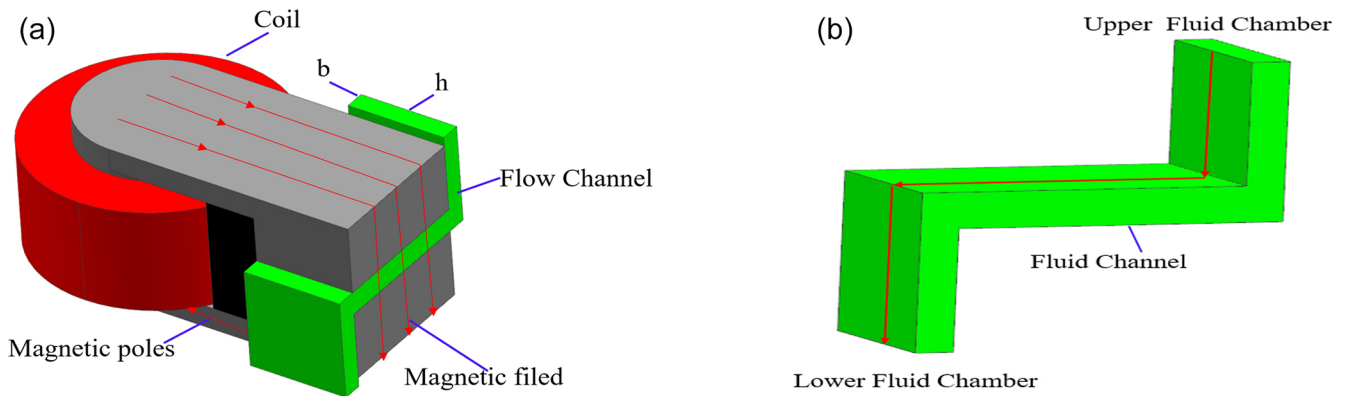 (a)
Coil
b
h
Flow Channel
Magnetic poles
Magnetic filed
(b)
Upper Fluid Chamber
Fluid Channel
Lower Fluid Chamber